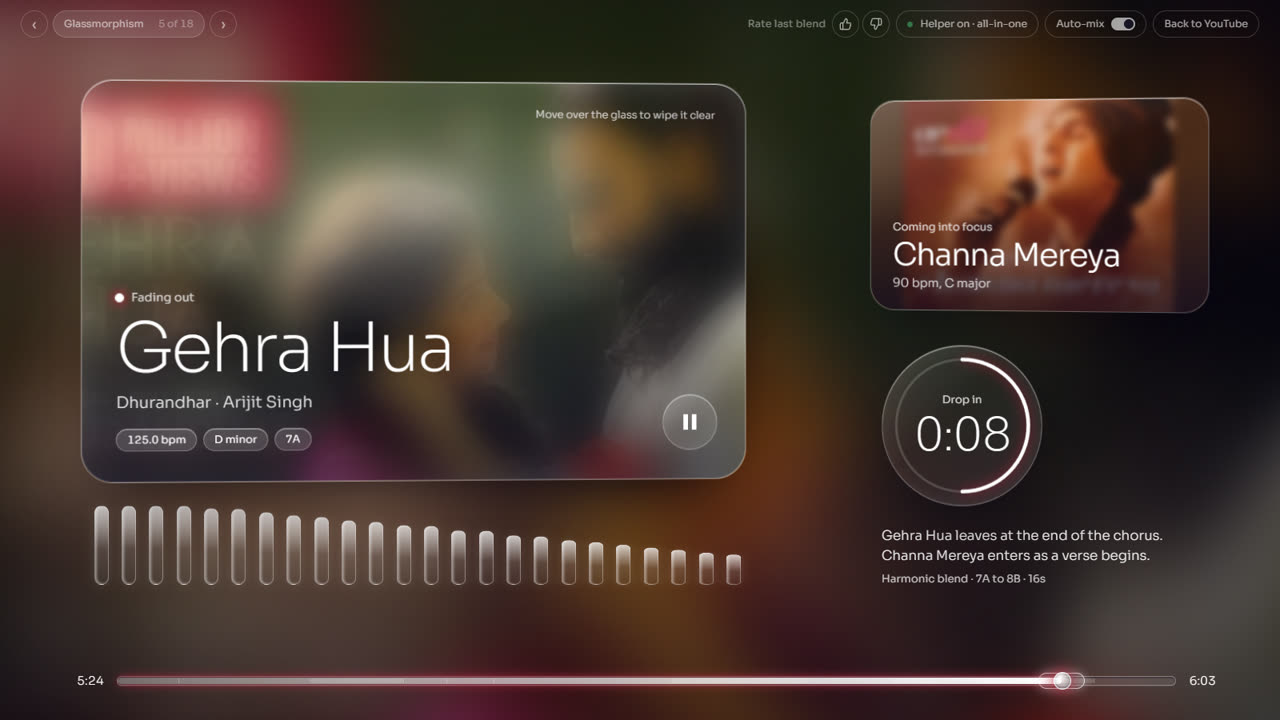 ‹ Glassmorphism 5 of 18 ›
Rate last blend Helper on · all-in-one Auto-mix Back to YouTube
Move over the glass to wipe it clear
Fading out
Gehra Hua
Dhurandhar · Arijit Singh
125.0 bpm D minor 7A
Coming into focus
Channa Mereya
90 bpm, C major
Drop in
0:08
Gehra Hua leaves at the end of the chorus.
Channa Mereya enters as a verse begins.
Harmonic blend · 7A to 8B · 16s
5:24 6:03